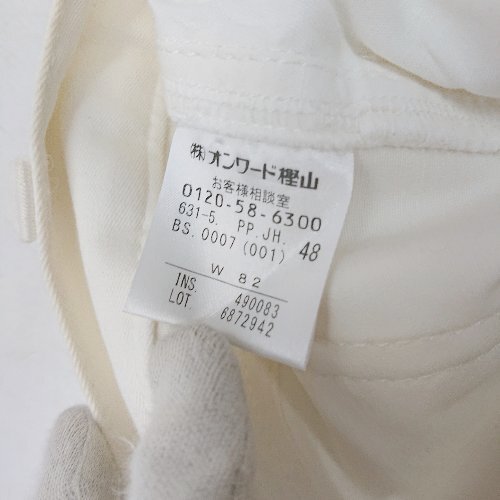 (株)オンワード樫山
お客様相談室
0120-58-6300
631-5. PP.JH. 48
BS.0007(001)
W 82
INS. 490083
LOT. 6872942